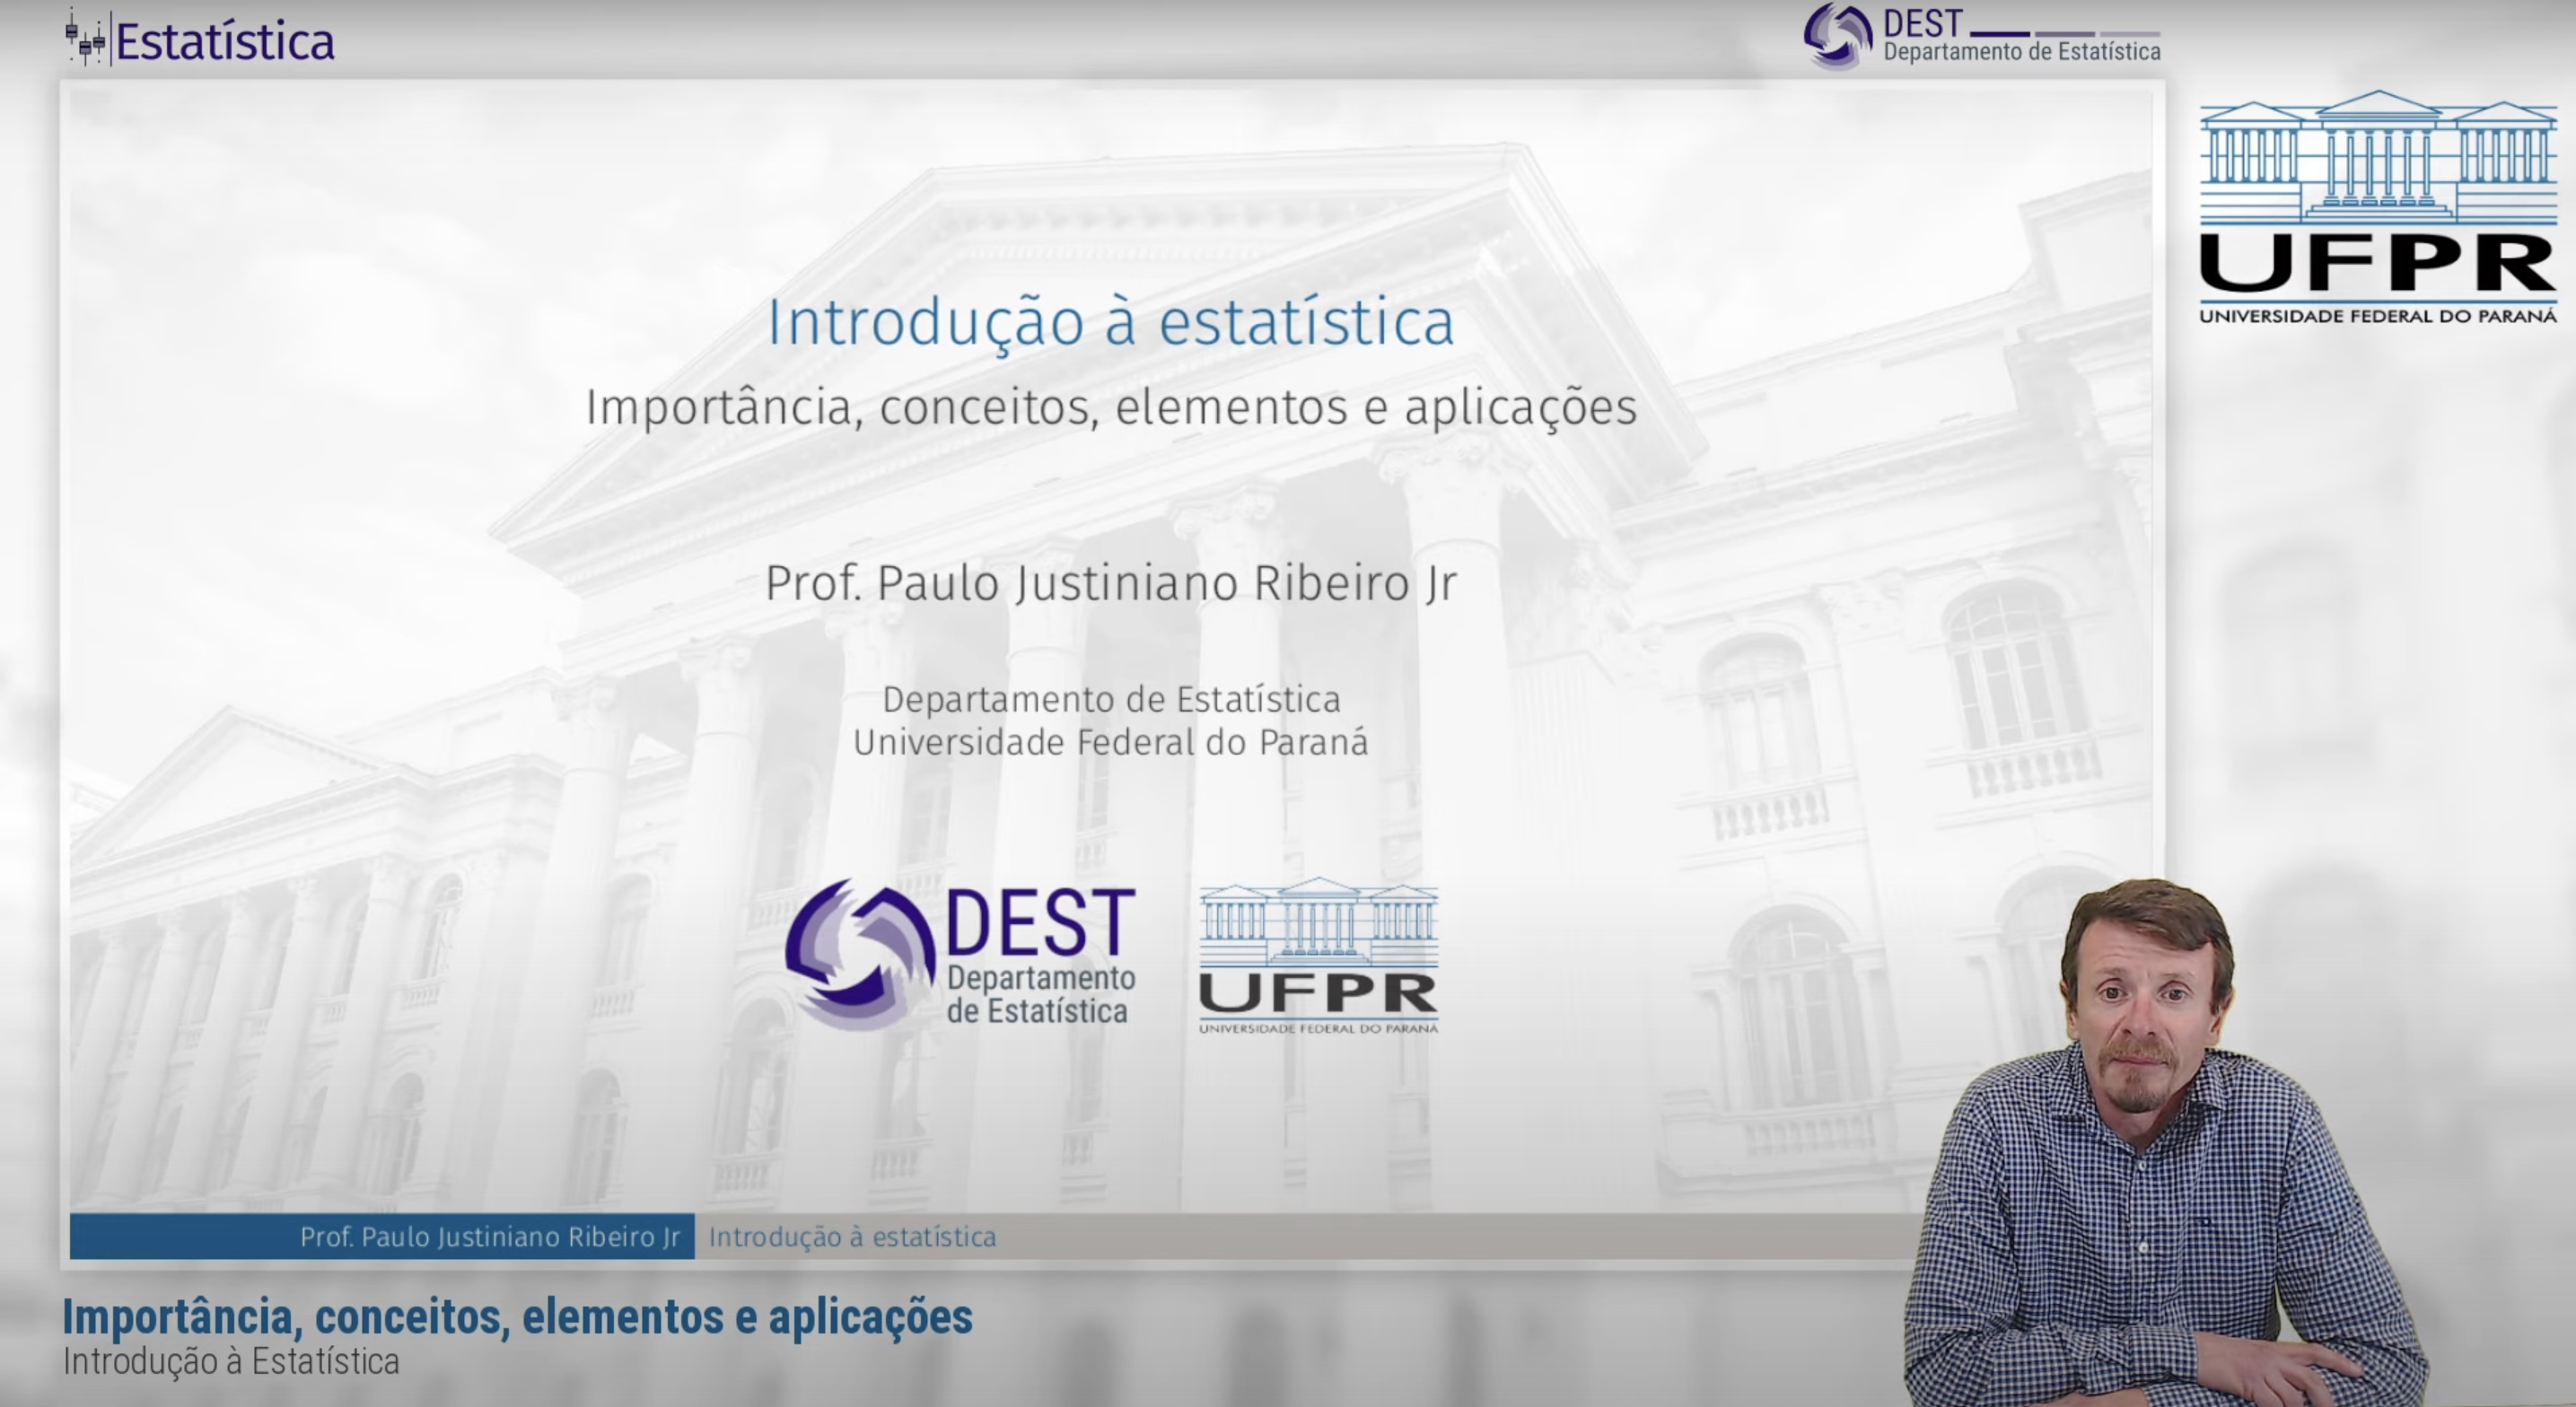 Estatística
DEST
Departamento de Estatística
UFPR
UNIVERSIDADE FEDERAL DO PARANÁ
Introdução à estatística
Importância, conceitos, elementos e aplicações
Prof. Paulo Justiniano Ribeiro Jr
Departamento de Estatística
Universidade Federal do Paraná
DEST
Departamento
de Estatística
UFPR
UNIVERSIDADE FEDERAL DO PARANÁ
Prof. Paulo Justiniano Ribeiro Jr Introdução à estatística
Importância, conceitos, elementos e aplicações
Introdução à Estatística